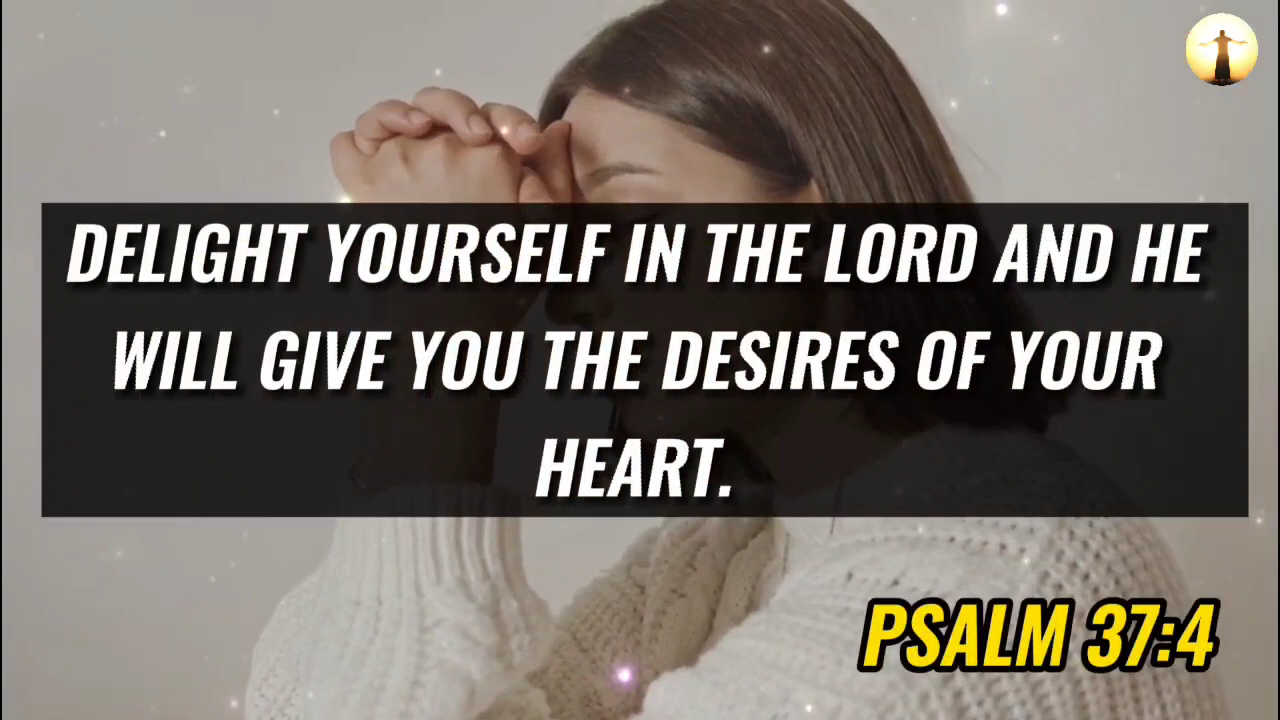 DELIGHT YOURSELF IN THE LORD AND HE
WILL GIVE YOU THE DESIRES OF YOUR
HEART.
PSALM 37:4